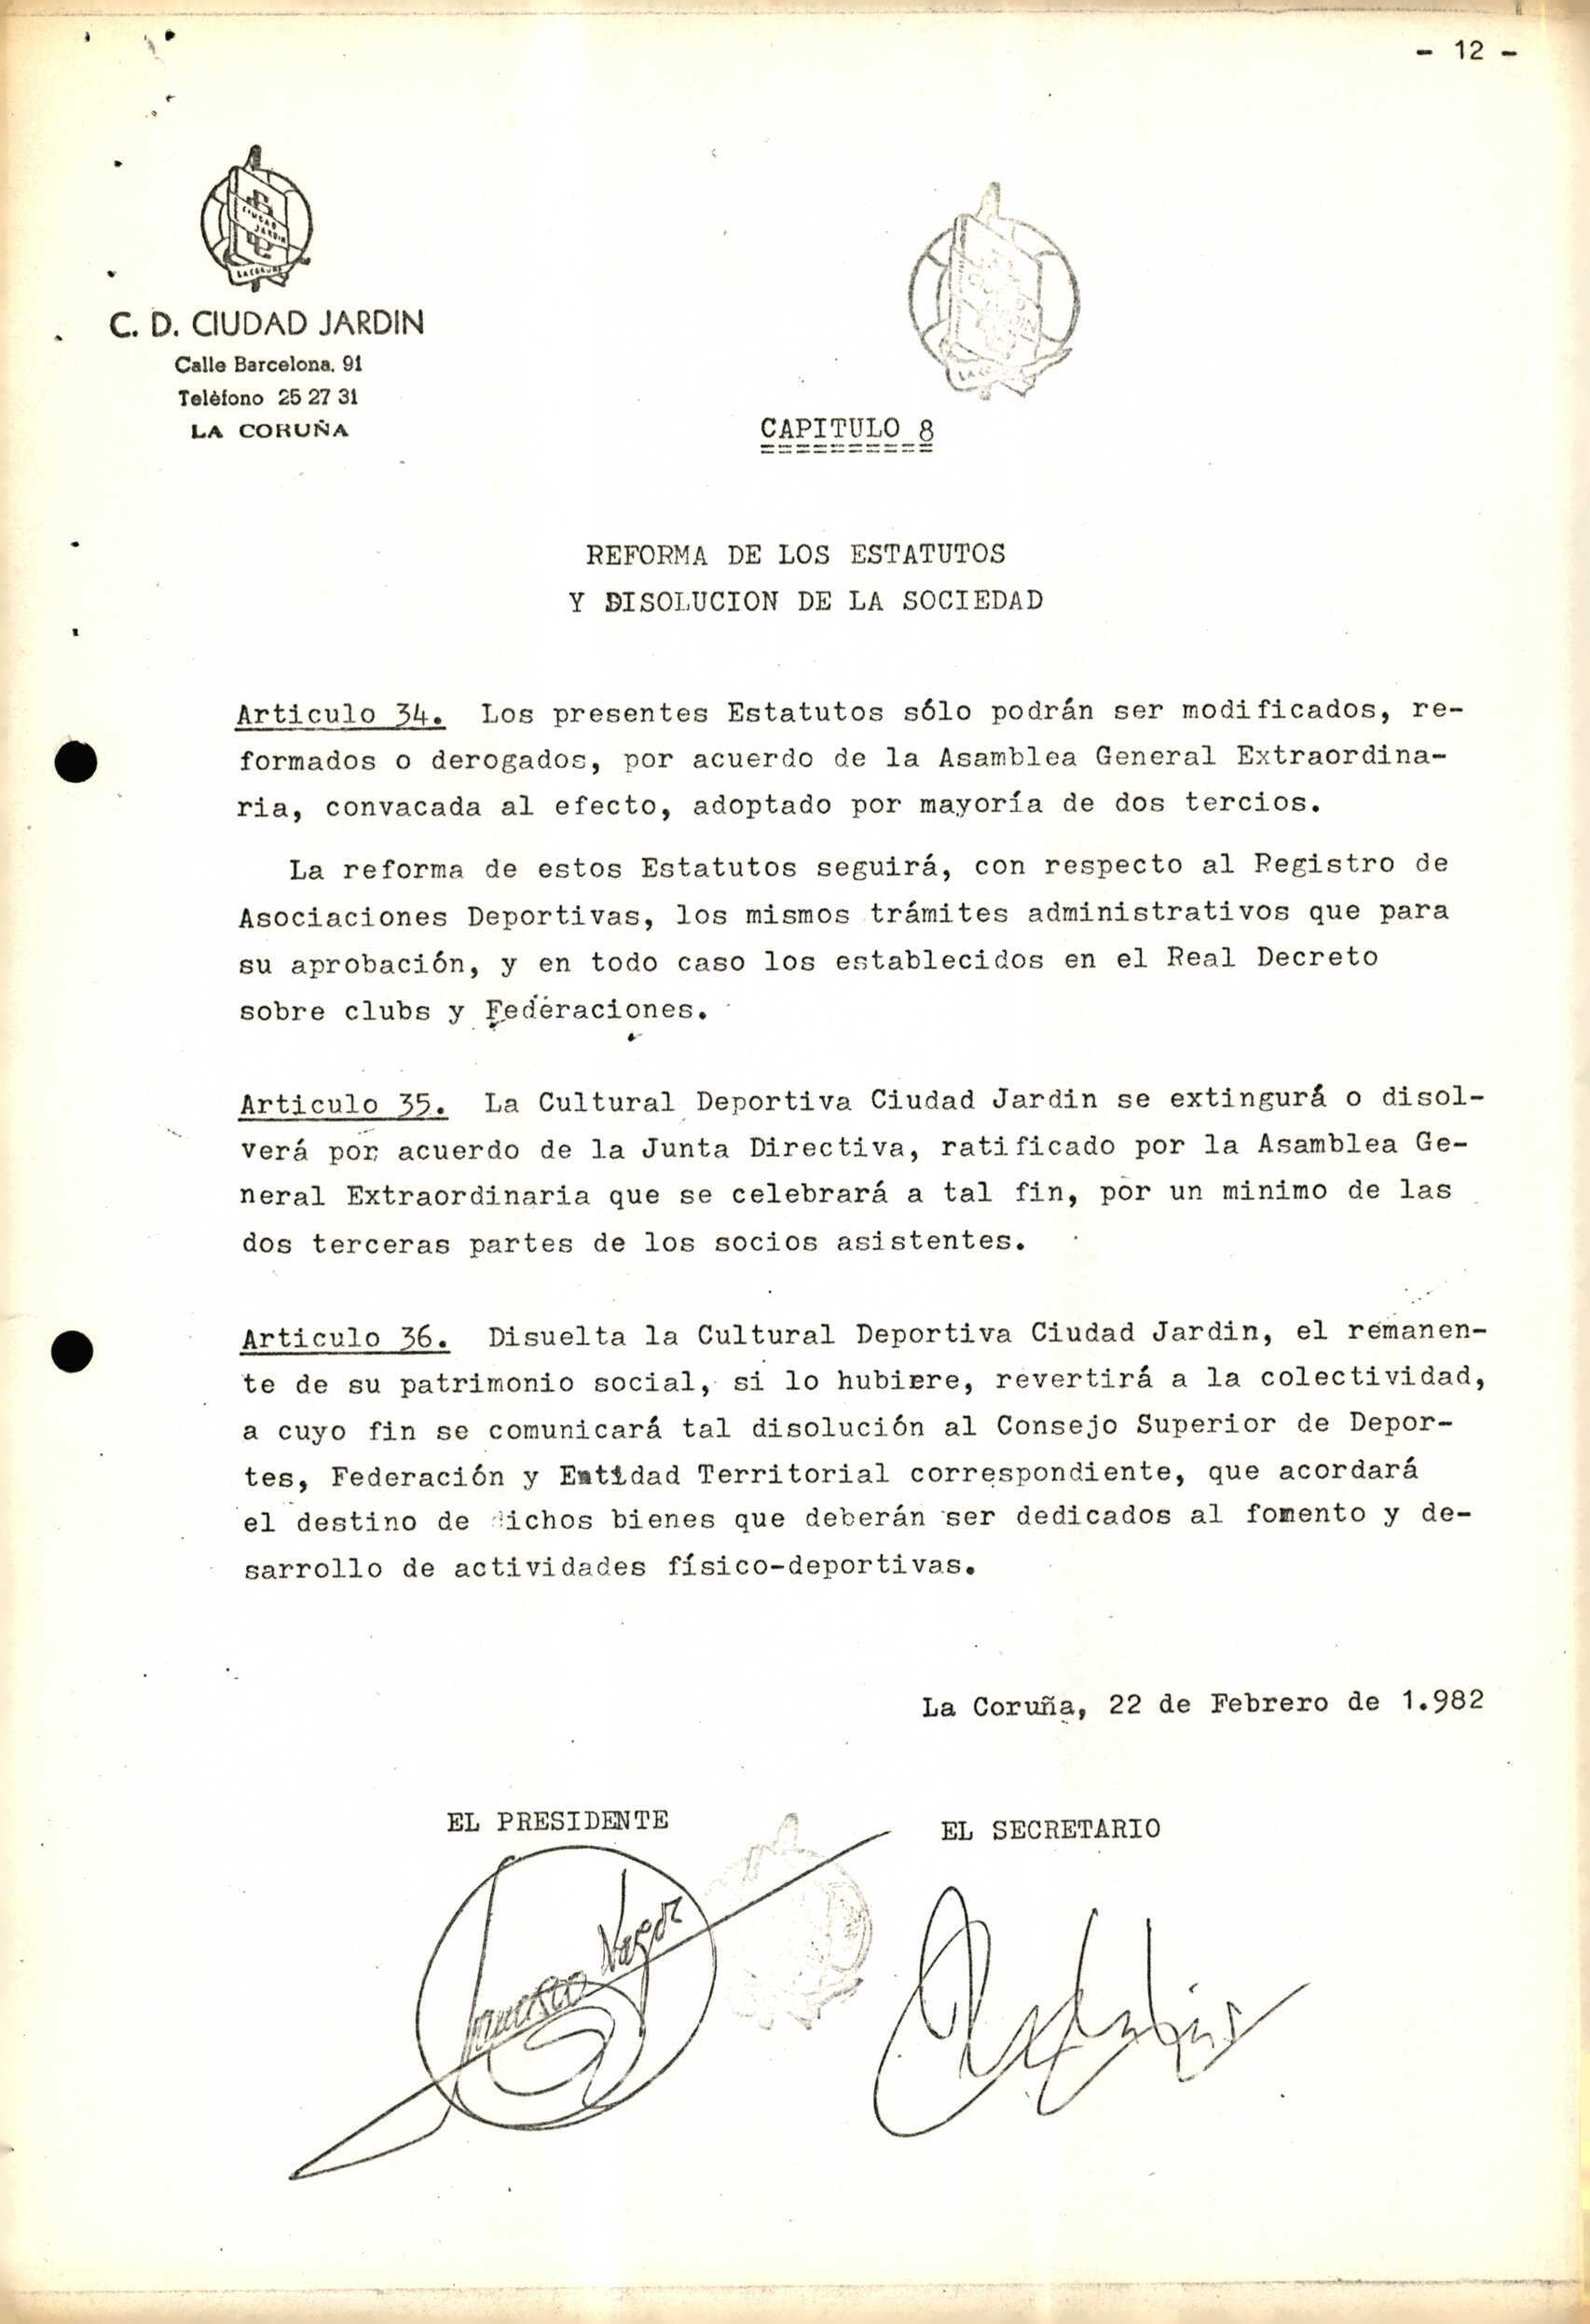 - 12 -
CIUDAD
JARDIN
LA CORUÑA
C. D. CIUDAD JARDIN
Calle Barcelona, 91
Teléfono 25 27 31
LA CORUÑA
CAPITULO 8
==========
REFORMA DE LOS ESTATUTOS
Y DISOLUCION DE LA SOCIEDAD
Articulo 34. Los presentes Estatutos sólo podrán ser modificados, re-
formados o derogados, por acuerdo de la Asamblea General Extraordina-
ria, convacada al efecto, adoptado por mayoría de dos tercios.
La reforma de estos Estatutos seguirá, con respecto al Registro de
Asociaciones Deportivas, los mismos trámites administrativos que para
su aprobación, y en todo caso los establecidos en el Real Decreto
sobre clubs y Federaciones.
Articulo 35. La Cultural Deportiva Ciudad Jardin se extingurá o disol-
verá por acuerdo de la Junta Directiva, ratificado por la Asamblea Ge-
neral Extraordinaria que se celebrará a tal fin, por un minimo de las
dos terceras partes de los socios asistentes.
Articulo 36. Disuelta la Cultural Deportiva Ciudad Jardin, el remanen-
te de su patrimonio social, si lo hubiere, revertirá a la colectividad,
a cuyo fin se comunicará tal disolución al Consejo Superior de Depor-
tes, Federación y Entidad Territorial correspondiente, que acordará
el destino de dichos bienes que deberán ser dedicados al fomento y de-
sarrollo de actividades físico-deportivas.
La Coruña, 22 de Febrero de 1.982
EL PRESIDENTE
EL SECRETARIO